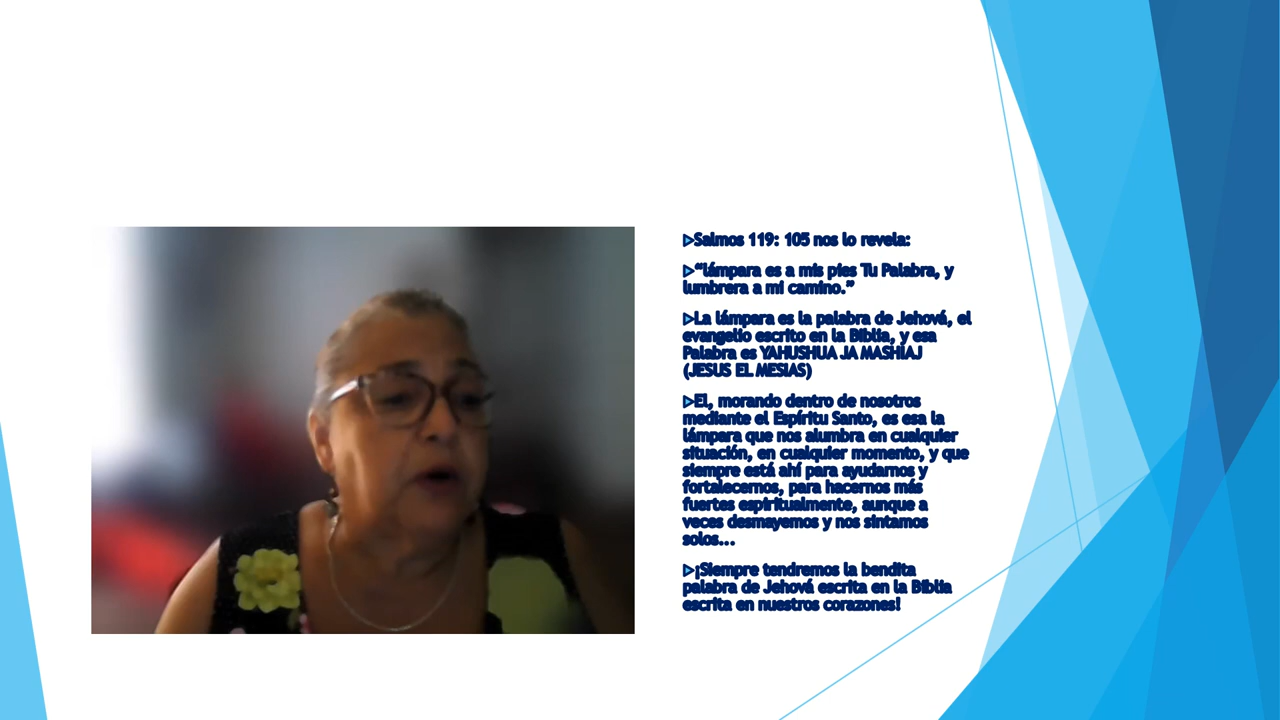 Salmos 119: 105 nos lo revela:
“lámpara es a mis pies Tu Palabra, y
lumbrera a mi camino.”
La lámpara es la palabra de Jehová, el
evangelio escrito en la Biblia, y esa
Palabra es YAHUSHUA JA MASHIAJ
(JESUS EL MESIAS)
El, morando dentro de nosotros
mediante el Espíritu Santo, es esa la
lámpara que nos alumbra en cualquier
situación, en cualquier momento, y que
siempre está ahí para ayudarnos y
fortalecernos, para hacernos más
fuertes espiritualmente, aunque a
veces desmayemos y nos sintamos
solos...
¡Siempre tendremos la bendita
palabra de Jehová escrita en la Biblia
escrita en nuestros corazones!